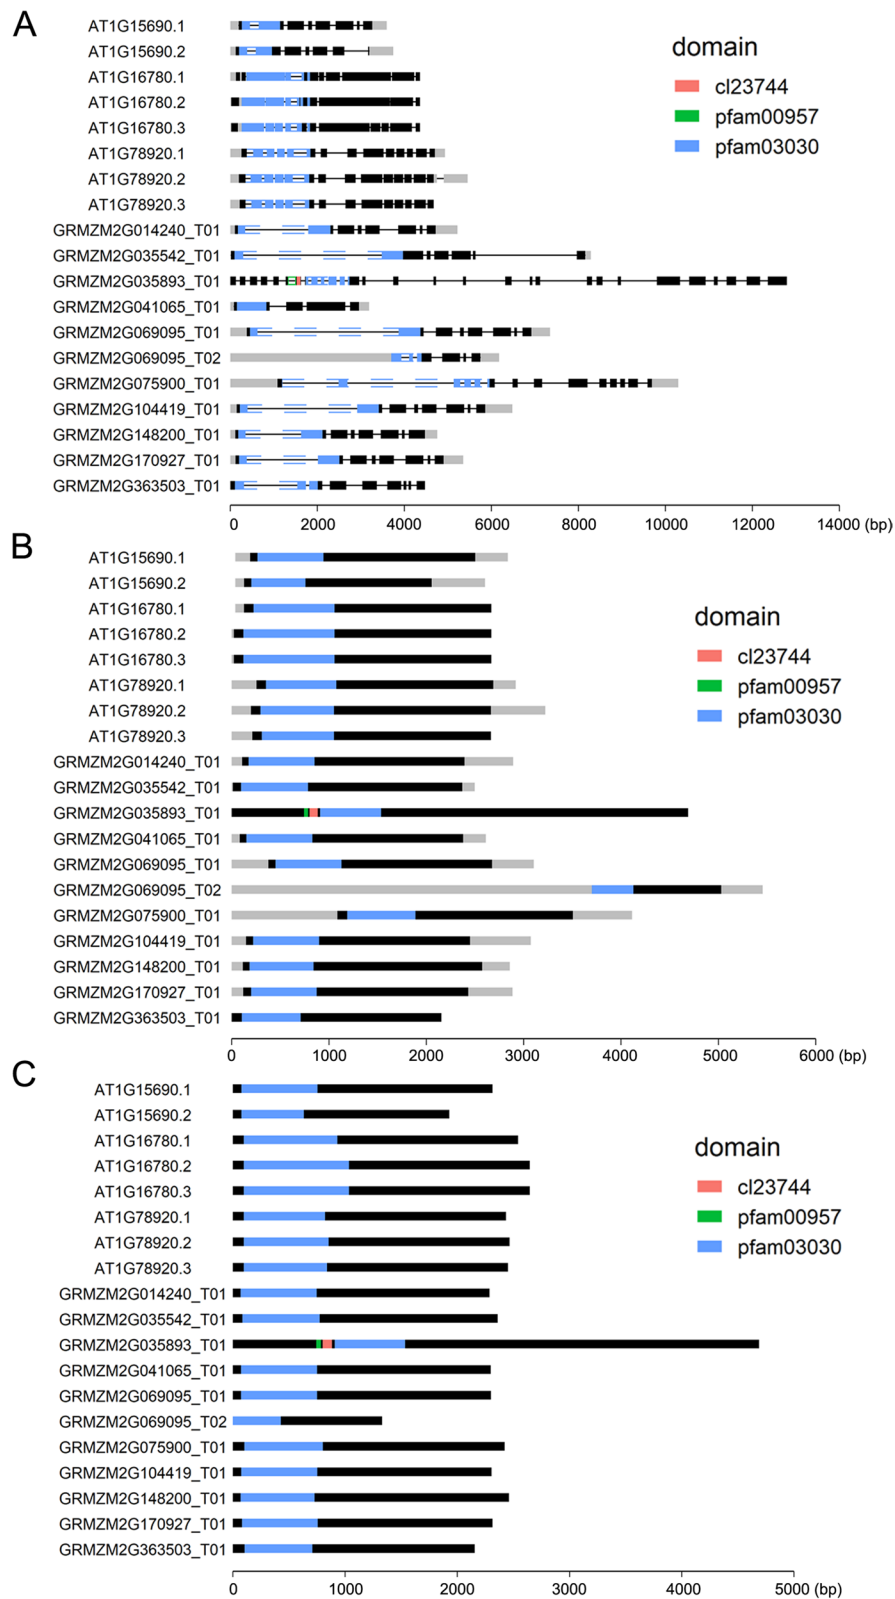 A
AT1G15690.1
AT1G15690.2
AT1G16780.1
AT1G16780.2
AT1G16780.3
AT1G78920.1
AT1G78920.2
AT1G78920.3
GRMZM2G014240_T01
GRMZM2G035542_T01
GRMZM2G035893_T01
GRMZM2G041065_T01
GRMZM2G069095_T01
GRMZM2G069095_T02
GRMZM2G075900_T01
GRMZM2G104419_T01
GRMZM2G148200_T01
GRMZM2G170927_T01
GRMZM2G363503_T01
domain
cl23744
pfam00957
pfam03030
0 2000 4000 6000 8000 10000 12000 14000 (bp)
B
AT1G15690.1
AT1G15690.2
AT1G16780.1
AT1G16780.2
AT1G16780.3
AT1G78920.1
AT1G78920.2
AT1G78920.3
GRMZM2G014240_T01
GRMZM2G035542_T01
GRMZM2G035893_T01
GRMZM2G041065_T01
GRMZM2G069095_T01
GRMZM2G069095_T02
GRMZM2G075900_T01
GRMZM2G104419_T01
GRMZM2G148200_T01
GRMZM2G170927_T01
GRMZM2G363503_T01
domain
cl23744
pfam00957
pfam03030
0 1000 2000 3000 4000 5000 6000 (bp)
C
AT1G15690.1
AT1G15690.2
AT1G16780.1
AT1G16780.2
AT1G16780.3
AT1G78920.1
AT1G78920.2
AT1G78920.3
GRMZM2G014240_T01
GRMZM2G035542_T01
GRMZM2G035893_T01
GRMZM2G041065_T01
GRMZM2G069095_T01
GRMZM2G069095_T02
GRMZM2G075900_T01
GRMZM2G104419_T01
GRMZM2G148200_T01
GRMZM2G170927_T01
GRMZM2G363503_T01
domain
cl23744
pfam00957
pfam03030
0 1000 2000 3000 4000 5000 (bp)